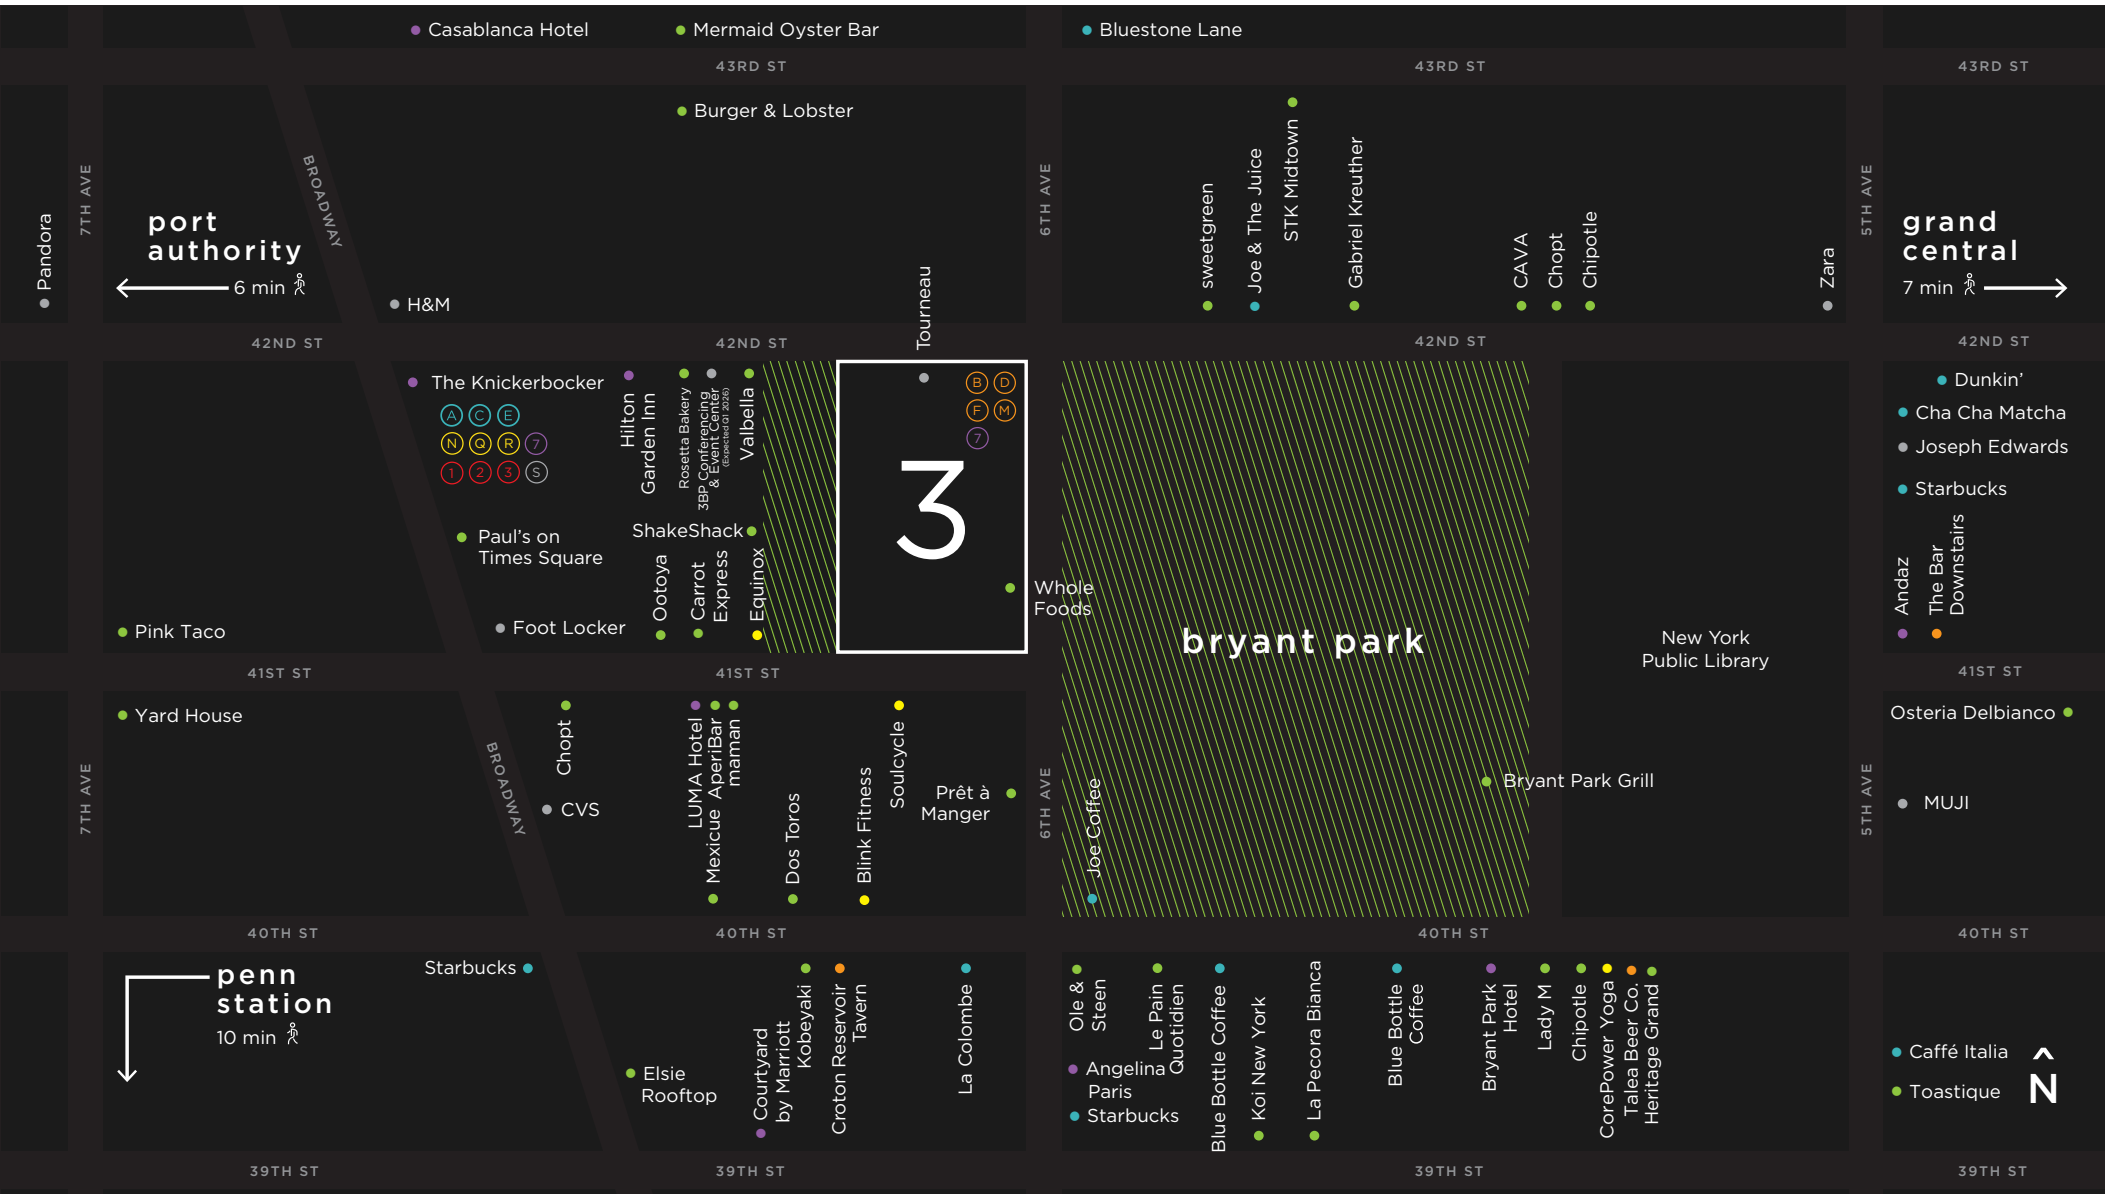 Casablanca Hotel
Mermaid Oyster Bar
Bluestone Lane
43RD ST
43RD ST
43RD ST
Burger & Lobster
7TH AVE
BROADWAY
6TH AVE
5TH AVE
Pandora
port
authority
6 min
H&M
Tourneau
sweetgreen
Joe & The Juice
STK Midtown
Gabriel Kreuther
CAVA
Chopt
Chipotle
Zara
grand
central
7 min
42ND ST
42ND ST
42ND ST
42ND ST
The Knickerbocker
A C E
N Q R 7
1 2 3 S
Hilton
Garden Inn
Rosetta Bakery
3BP Conferencing
& Event Center
(Expected Q1 2026)
Valbella
B D
F M
7
3
Dunkin'
Cha Cha Matcha
Joseph Edwards
Starbucks
Andaz
The Bar
Downstairs
Paul's on
Times Square
ShakeShack
Ootoya
Carrot
Express
Equinox
Whole
Foods
Foot Locker
Pink Taco
bryant park
New York
Public Library
41ST ST
41ST ST
41ST ST
Yard House
Chopt
CVS
LUMA Hotel
Mexicue AperiBar
maman
Dos Toros
Blink Fitness
Soulcycle
Prêt à
Manger
Joe Coffee
Bryant Park Grill
Osteria Delbianco
MUJI
7TH AVE
BROADWAY
6TH AVE
5TH AVE
40TH ST
40TH ST
40TH ST
40TH ST
penn
station
10 min
Starbucks
Elsie
Rooftop
Courtyard
by Marriott
Kobeyaki
Croton Reservoir
Tavern
La Colombe
Ole &
Steen
Le Pain
Quotidien
Angelina
Paris
Starbucks
Blue Bottle Coffee
Koi New York
La Pecora Bianca
Blue Bottle
Coffee
Bryant Park
Hotel
Lady M
Chipotle
CorePower Yoga
Talea Beer Co.
Heritage Grand
Caffé Italia
Toastique
N
39TH ST
39TH ST
39TH ST
39TH ST